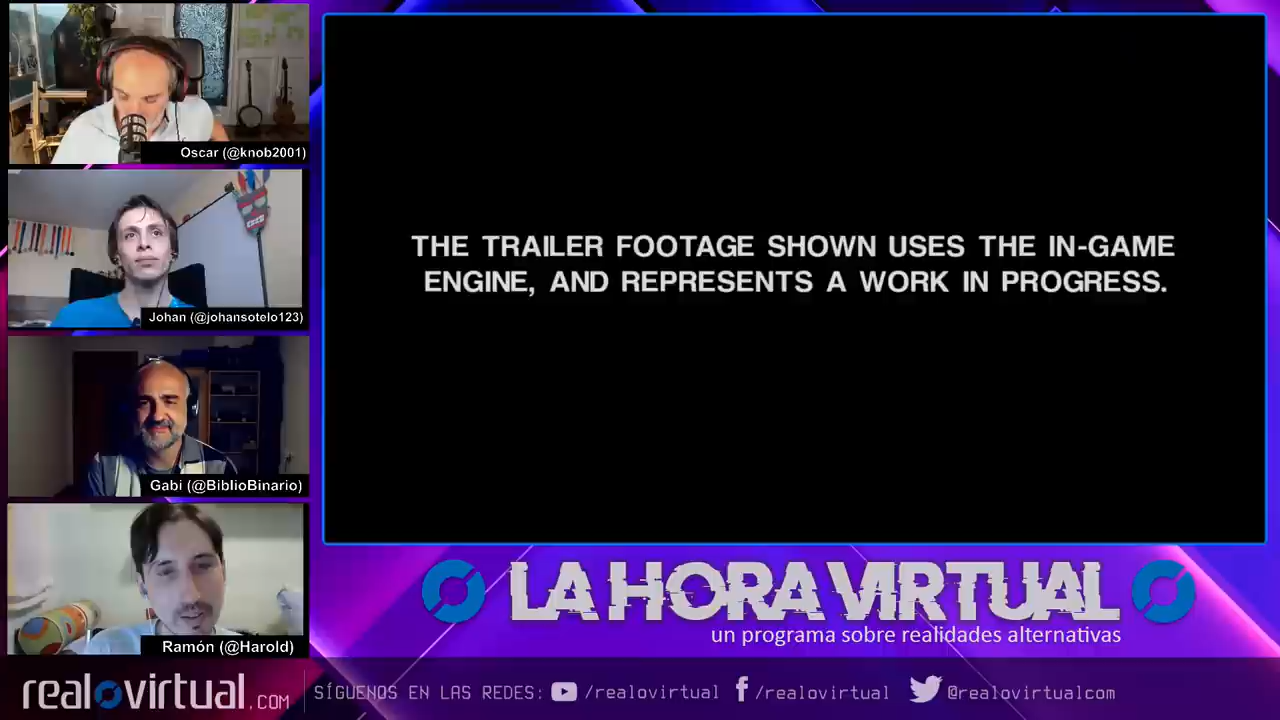 Oscar (@knob2001)
Johan (@johansotelo123)
Gabi (@BiblioBinario)
Ramón (@Harold)
THE TRAILER FOOTAGE SHOWN USES THE IN-GAME
ENGINE, AND REPRESENTS A WORK IN PROGRESS.
LA HORA VIRTUAL
un programa sobre realidades alternativas
realovirtual.COM
SÍGUENOS EN LAS REDES: /realovirtual /realovirtual @realovirtualcom